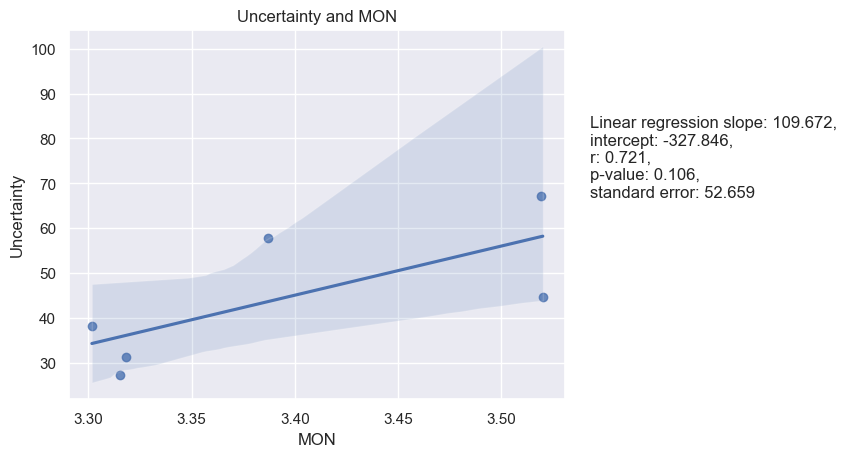 Uncertainty and MON
100
90
80
70
60
50
40
30
Uncertainty
3.30
3.35
3.40
3.45
3.50
MON
Linear regression slope: 109.672,
intercept: -327.846,
r: 0.721,
p-value: 0.106,
standard error: 52.659